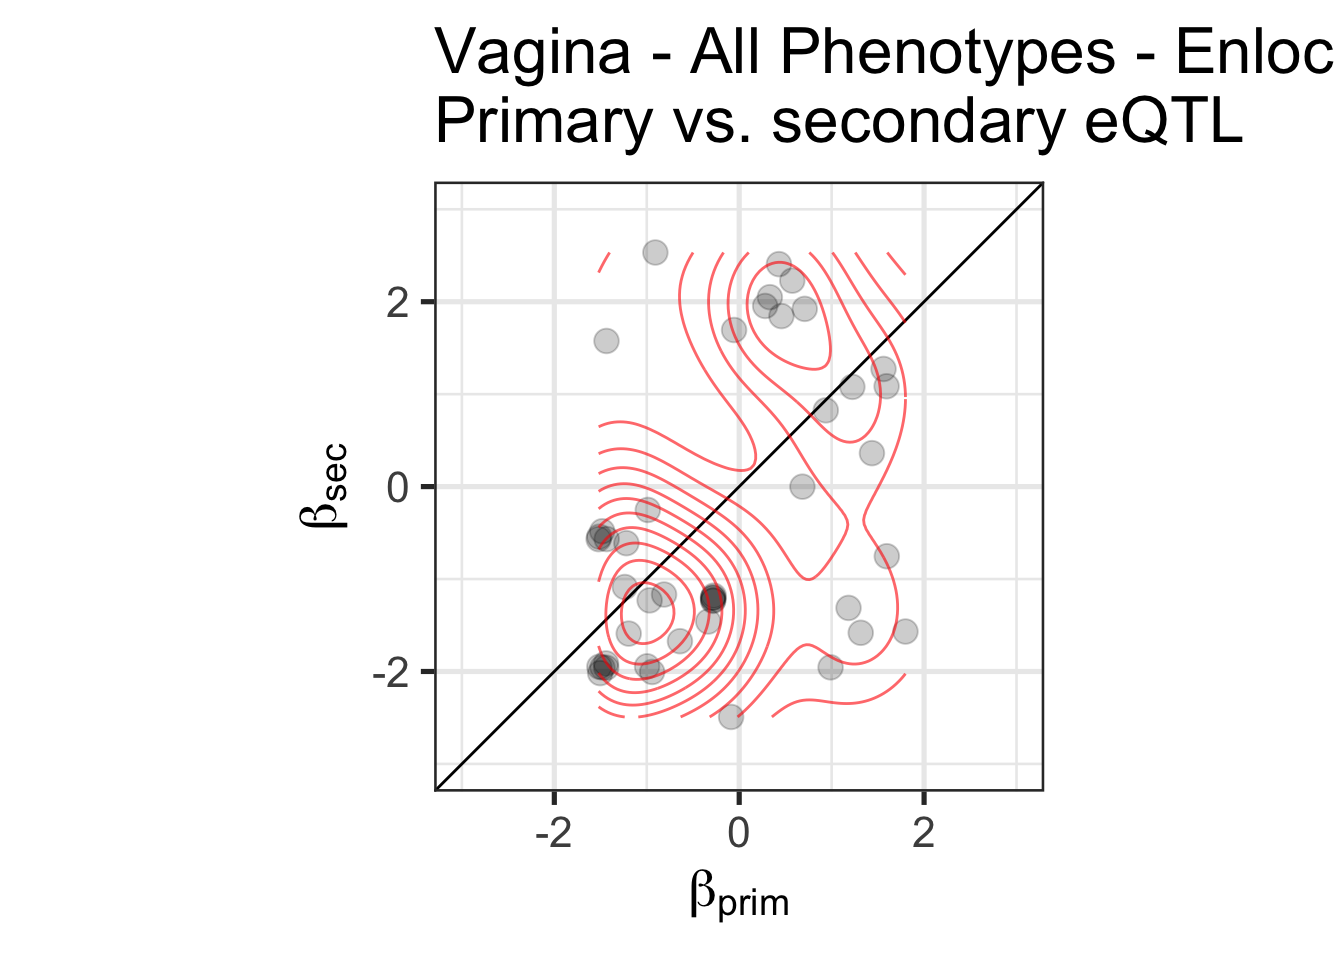 Vagina - All Phenotypes - Enloc
Primary vs. secondary eQTL
βsec
2
0
-2
-2
0
2
βprim